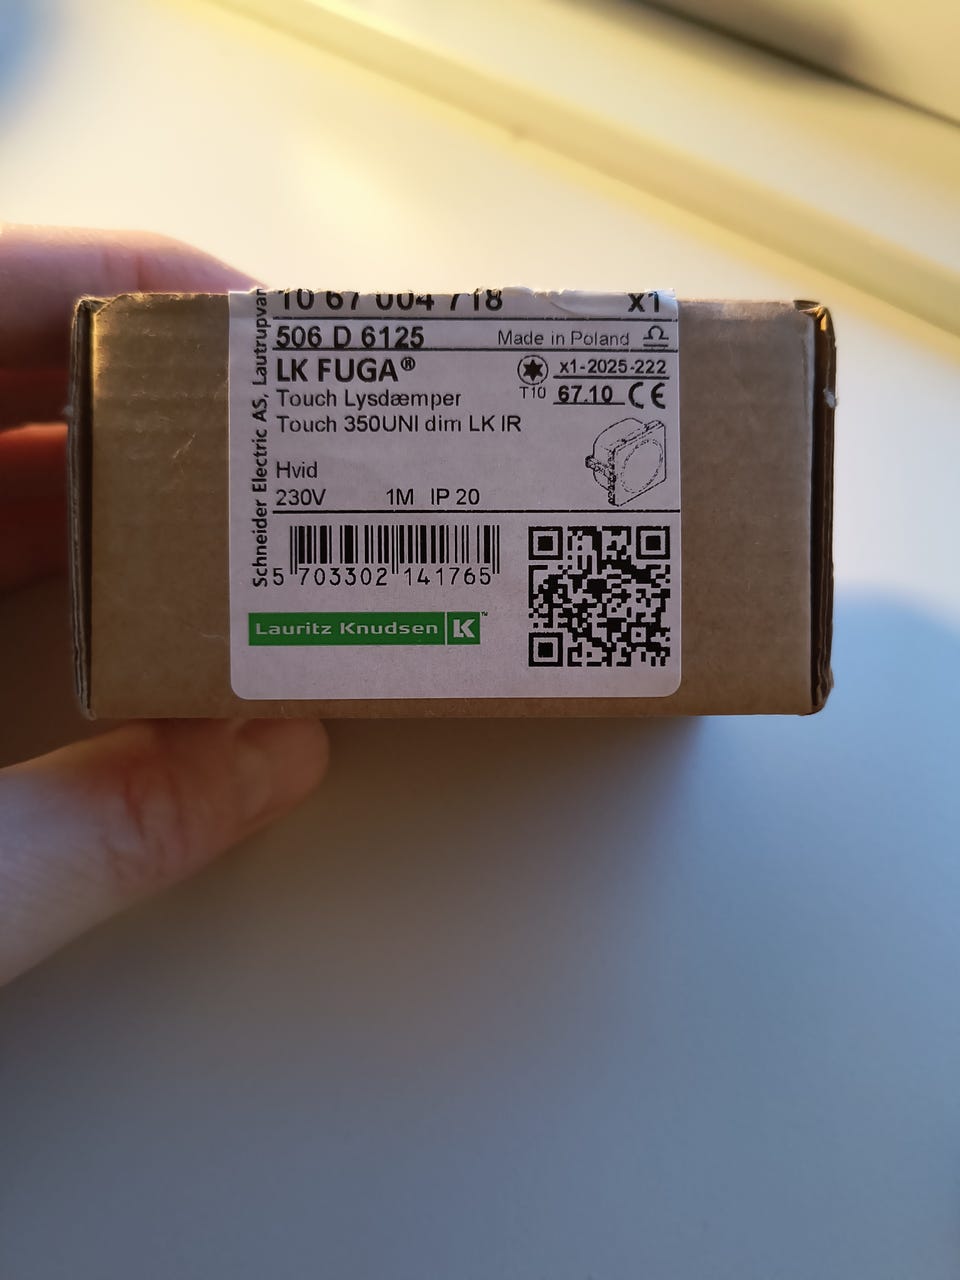 10 67 004 718 x1
506 D 6125 Made in Poland
LK FUGA® x1-2025-222
T10 67.10 CE
Touch Lysdæmper
Touch 350UNI dim LK IR
Hvid
230V 1M IP 20
5 703302 141765
Lauritz Knudsen LK™
Schneider Electric AS,